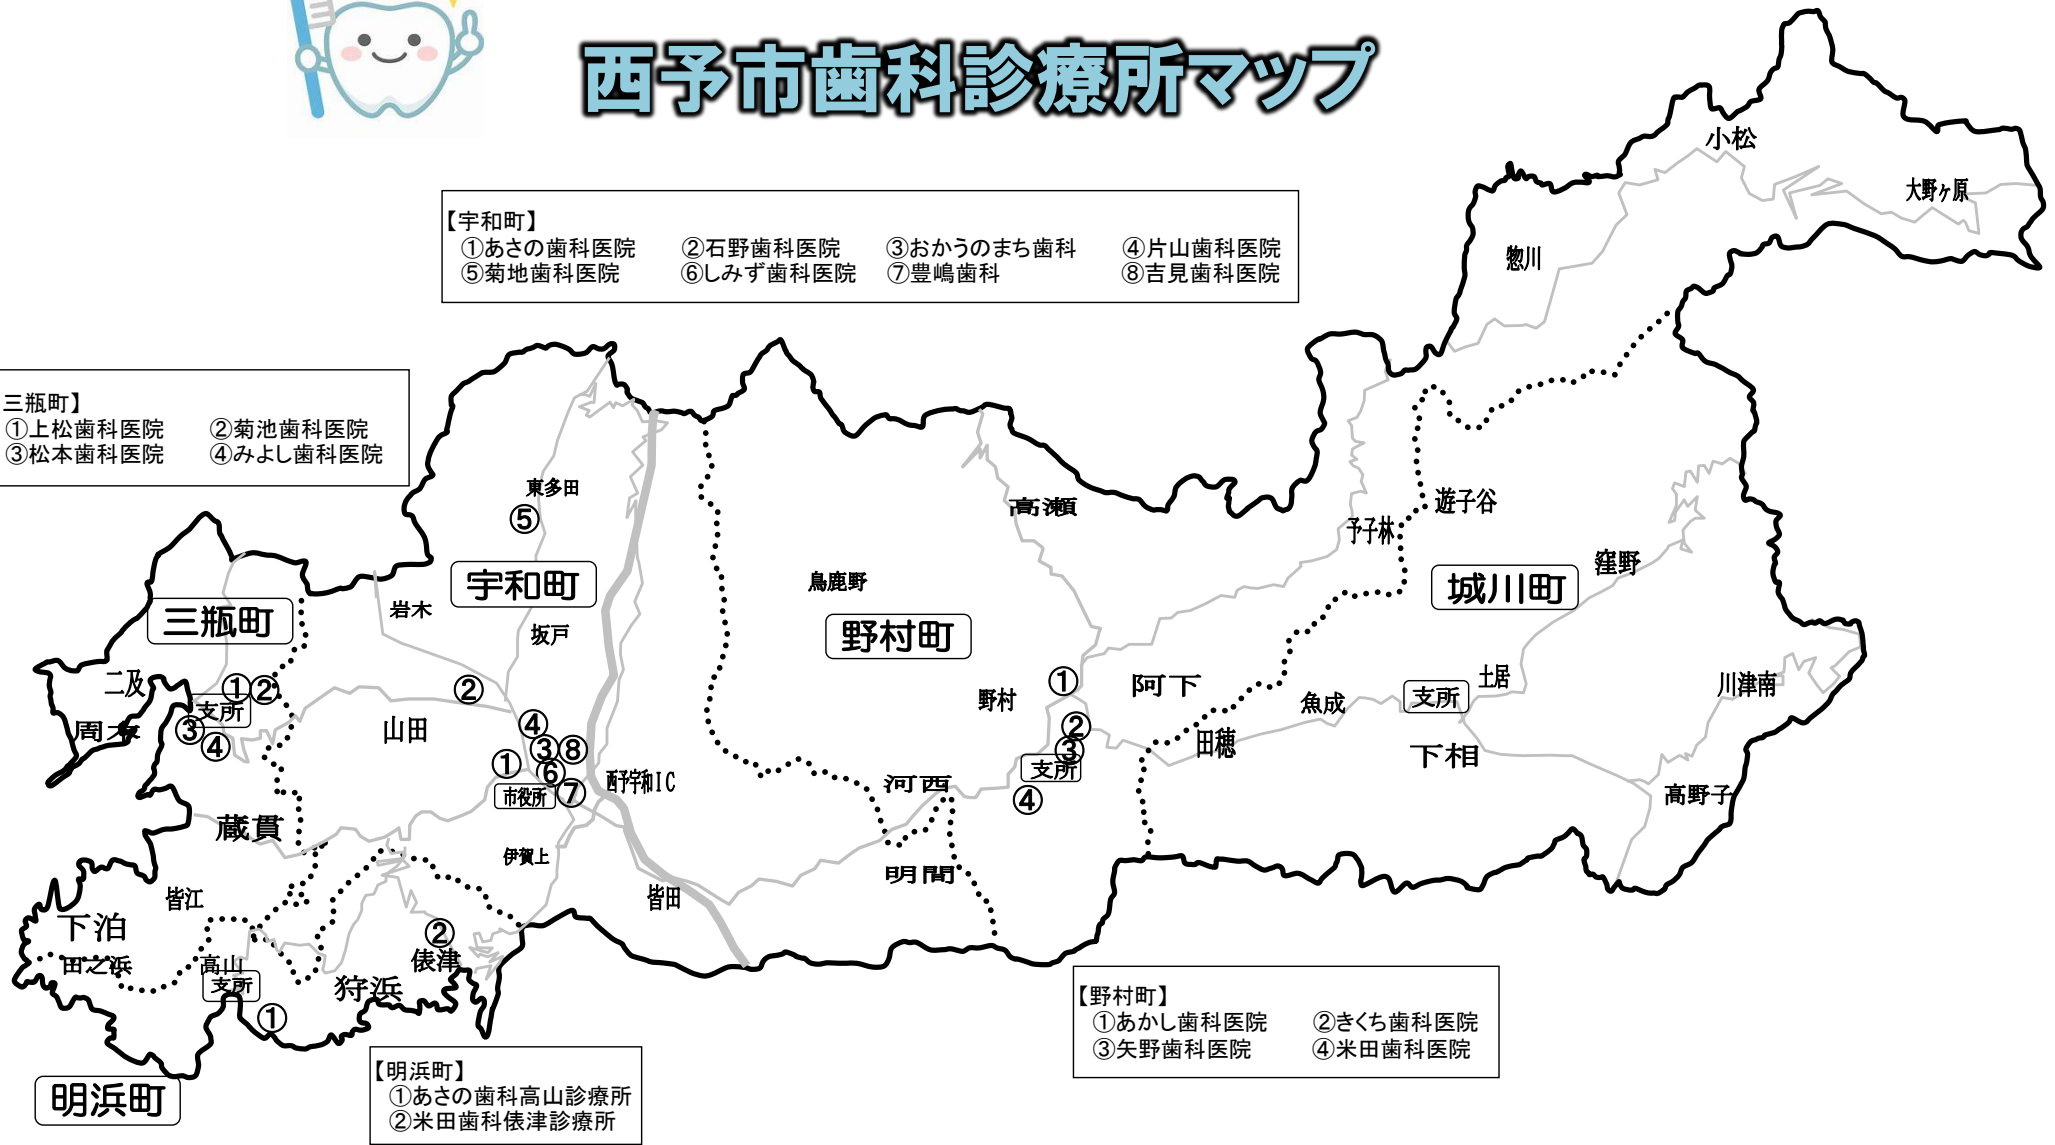 西予市歯科診療所マップ
【宇和町】
①あさの歯科医院 ②石野歯科医院 ③おかうのまち歯科 ④片山歯科医院
⑤菊地歯科医院 ⑥しみず歯科医院 ⑦豊嶋歯科 ⑧吉見歯科医院
三瓶町】
①上松歯科医院 ②菊池歯科医院
③松本歯科医院 ④みよし歯科医院
小松
大野ヶ原
惣川
東多田
⑤
高瀬
予子林
遊子谷
窪野
宇和町
岩木
坂戸
鳥鹿野
野村町
城川町
三瓶町
二及
周木
① ②
支所
③ ④
②
山田
④
③ ⑧
① ⑥
市役所 ⑦
西予宇和IC
野村
①
②
③
支所
④
阿下
田穂
魚成
支所
土居
下相
川津南
高野子
河西
明間
蔵貫
伊賀上
皆田
皆江
下泊
田之浜
高山
支所
①
狩浜
②
俵津
明浜町
【明浜町】
①あさの歯科高山診療所
②米田歯科俵津診療所
【野村町】
①あかし歯科医院 ②きくち歯科医院
③矢野歯科医院 ④米田歯科医院